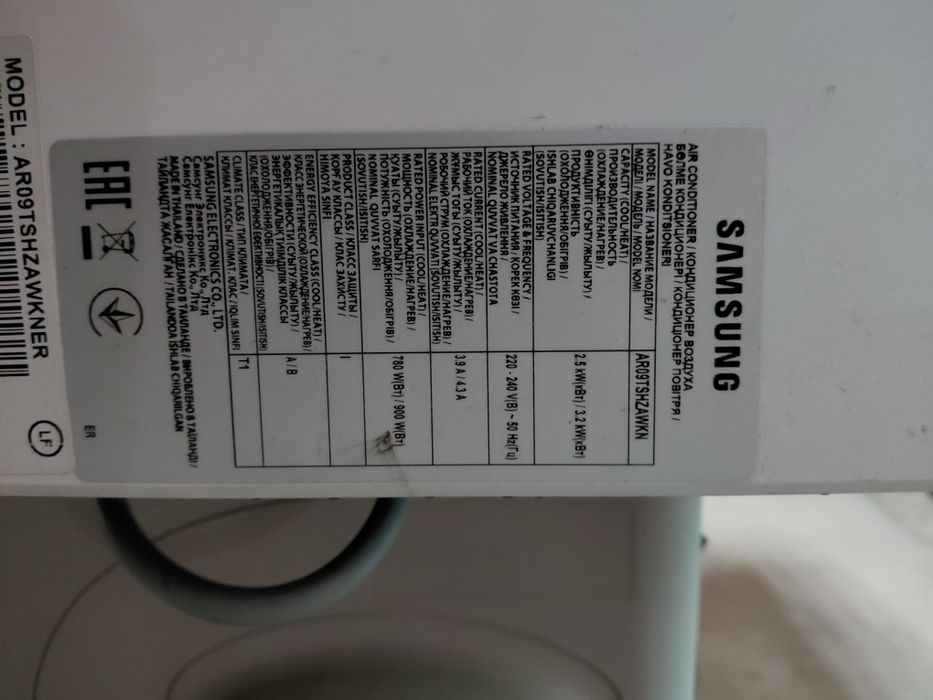 SAMSUNG
AIR CONDITIONER / КОНДИЦИОНЕР ВОЗДУХА
БӨЛМЕ КОНДИЦИОНЕРІ / КОНДИЦІОНЕР ПОВІТРЯ /
HAVO KONDITSIONERI
MODEL NAME / НАЗВАНИЕ МОДЕЛИ /
МОДЕЛІ / МОДЕЛЬ / MODEL NOMI
AR09TSHZAWKN
CAPACITY (COOL/HEAT) /
ПРОИЗВОДИТЕЛЬНОСТЬ
(ОХЛАЖДЕНИЕ/НАГРЕВ) /
ӨНІМДІЛІГІ (СУЫТУ/ЖЫЛЫТУ) /
ПРОДУКТИВНІСТЬ
(ОХОЛОДЖЕННЯ/ОБІГРІВ) /
ISHLAB CHIQARUVCHANLIGI
(SOVUTISH/ISITISH)
2.5 kW(кВт) / 3.2 kW(кВт)
RATED VOLTAGE & FREQUENCY /
ИСТОЧНИК ПИТАНИЯ / КОРЕК КӨЗІ /
ДЖЕРЕЛО ЖИВЛЕННЯ /
NOMINAL KUCHLANISH VA CHASTOTA
220 - 240 V(В) ~ 50 Hz(Гц)
RATED CURRENT (COOL/HEAT) /
РАБОЧИЙ ТОК (ОХЛАЖДЕНИЕ/НАГРЕВ) /
ЖҰМЫС ТОГЫ (СУЫТУ/ЖЫЛЫТУ) /
РОБОЧИЙ СТРУМ (ОХЛАЖДЕНИЕ/НАГРЕВ) /
NOMINAL ELEKTR QUVVATI (SOVUTISH/ISITISH)
3.9 A / 4.3 A
RATED POWER INPUT (COOL/HEAT) /
МОЩНОСТЬ (ОХЛАЖДЕНИЕ/НАГРЕВ) /
ҚУАТЫ (СУЫТУ/ЖЫЛЫТУ) /
ПОТУЖНІСТЬ (ОХОЛОДЖЕННЯ/ОБІГРІВ) /
NOMINAL QUVVAT SARFI
(SOVUTISH/ISITISH)
780 W(Вт) / 900 W(Вт)
PRODUCT CLASS / КЛАСС ЗАЩИТЫ /
ҚОРҒАУ КЛАССЫ / КЛАС ЗАХИСТУ /
HIMOYA SINFI
I
ENERGY EFFICIENCY CLASS (COOL/HEAT) /
КЛАСС ЭНЕРГЕТИЧЕСКОЙ (ОХЛАЖДЕНИЕ/НАГРЕВ) /
ЭФФЕКТИВНОСТИ (СУЫТУ/ЖЫЛЫТУ) /
ЭНЕРГЕТИКАЛЫҚ ТИІМДІЛІК КЛАССЫ
(ОХОЛОДЖЕННЯ/ОБІГРІВ) /
КЛАС ЕНЕРГЕТИЧНОЇ ЕФЕКТИВНОСТІ (SOVUTISH/ISITISH)
A / B
CLIMATE CLASS / ТИП КЛИМАТА /
КЛИМАТ КЛАССЫ / КЛІМАТ. КЛАС / IQLIM SINFI
T1
SAMSUNG ELECTRONICS CO., LTD.
Самсунг Электроникс Ко., Лтд
Самсунг Електронікс Ко., Лтд
MADE IN THAILAND / СДЕЛАНО В ТАИЛАНДЕ / ВИРОБЛЕНО В ТАЇЛАНДІ /
ТАЙЛАНДТА ЖАСАЛҒАН / TAILANDDA ISHLAB CHIQARILGAN
EAC
ER
MODEL : AR09TSHZAWKNER
LF